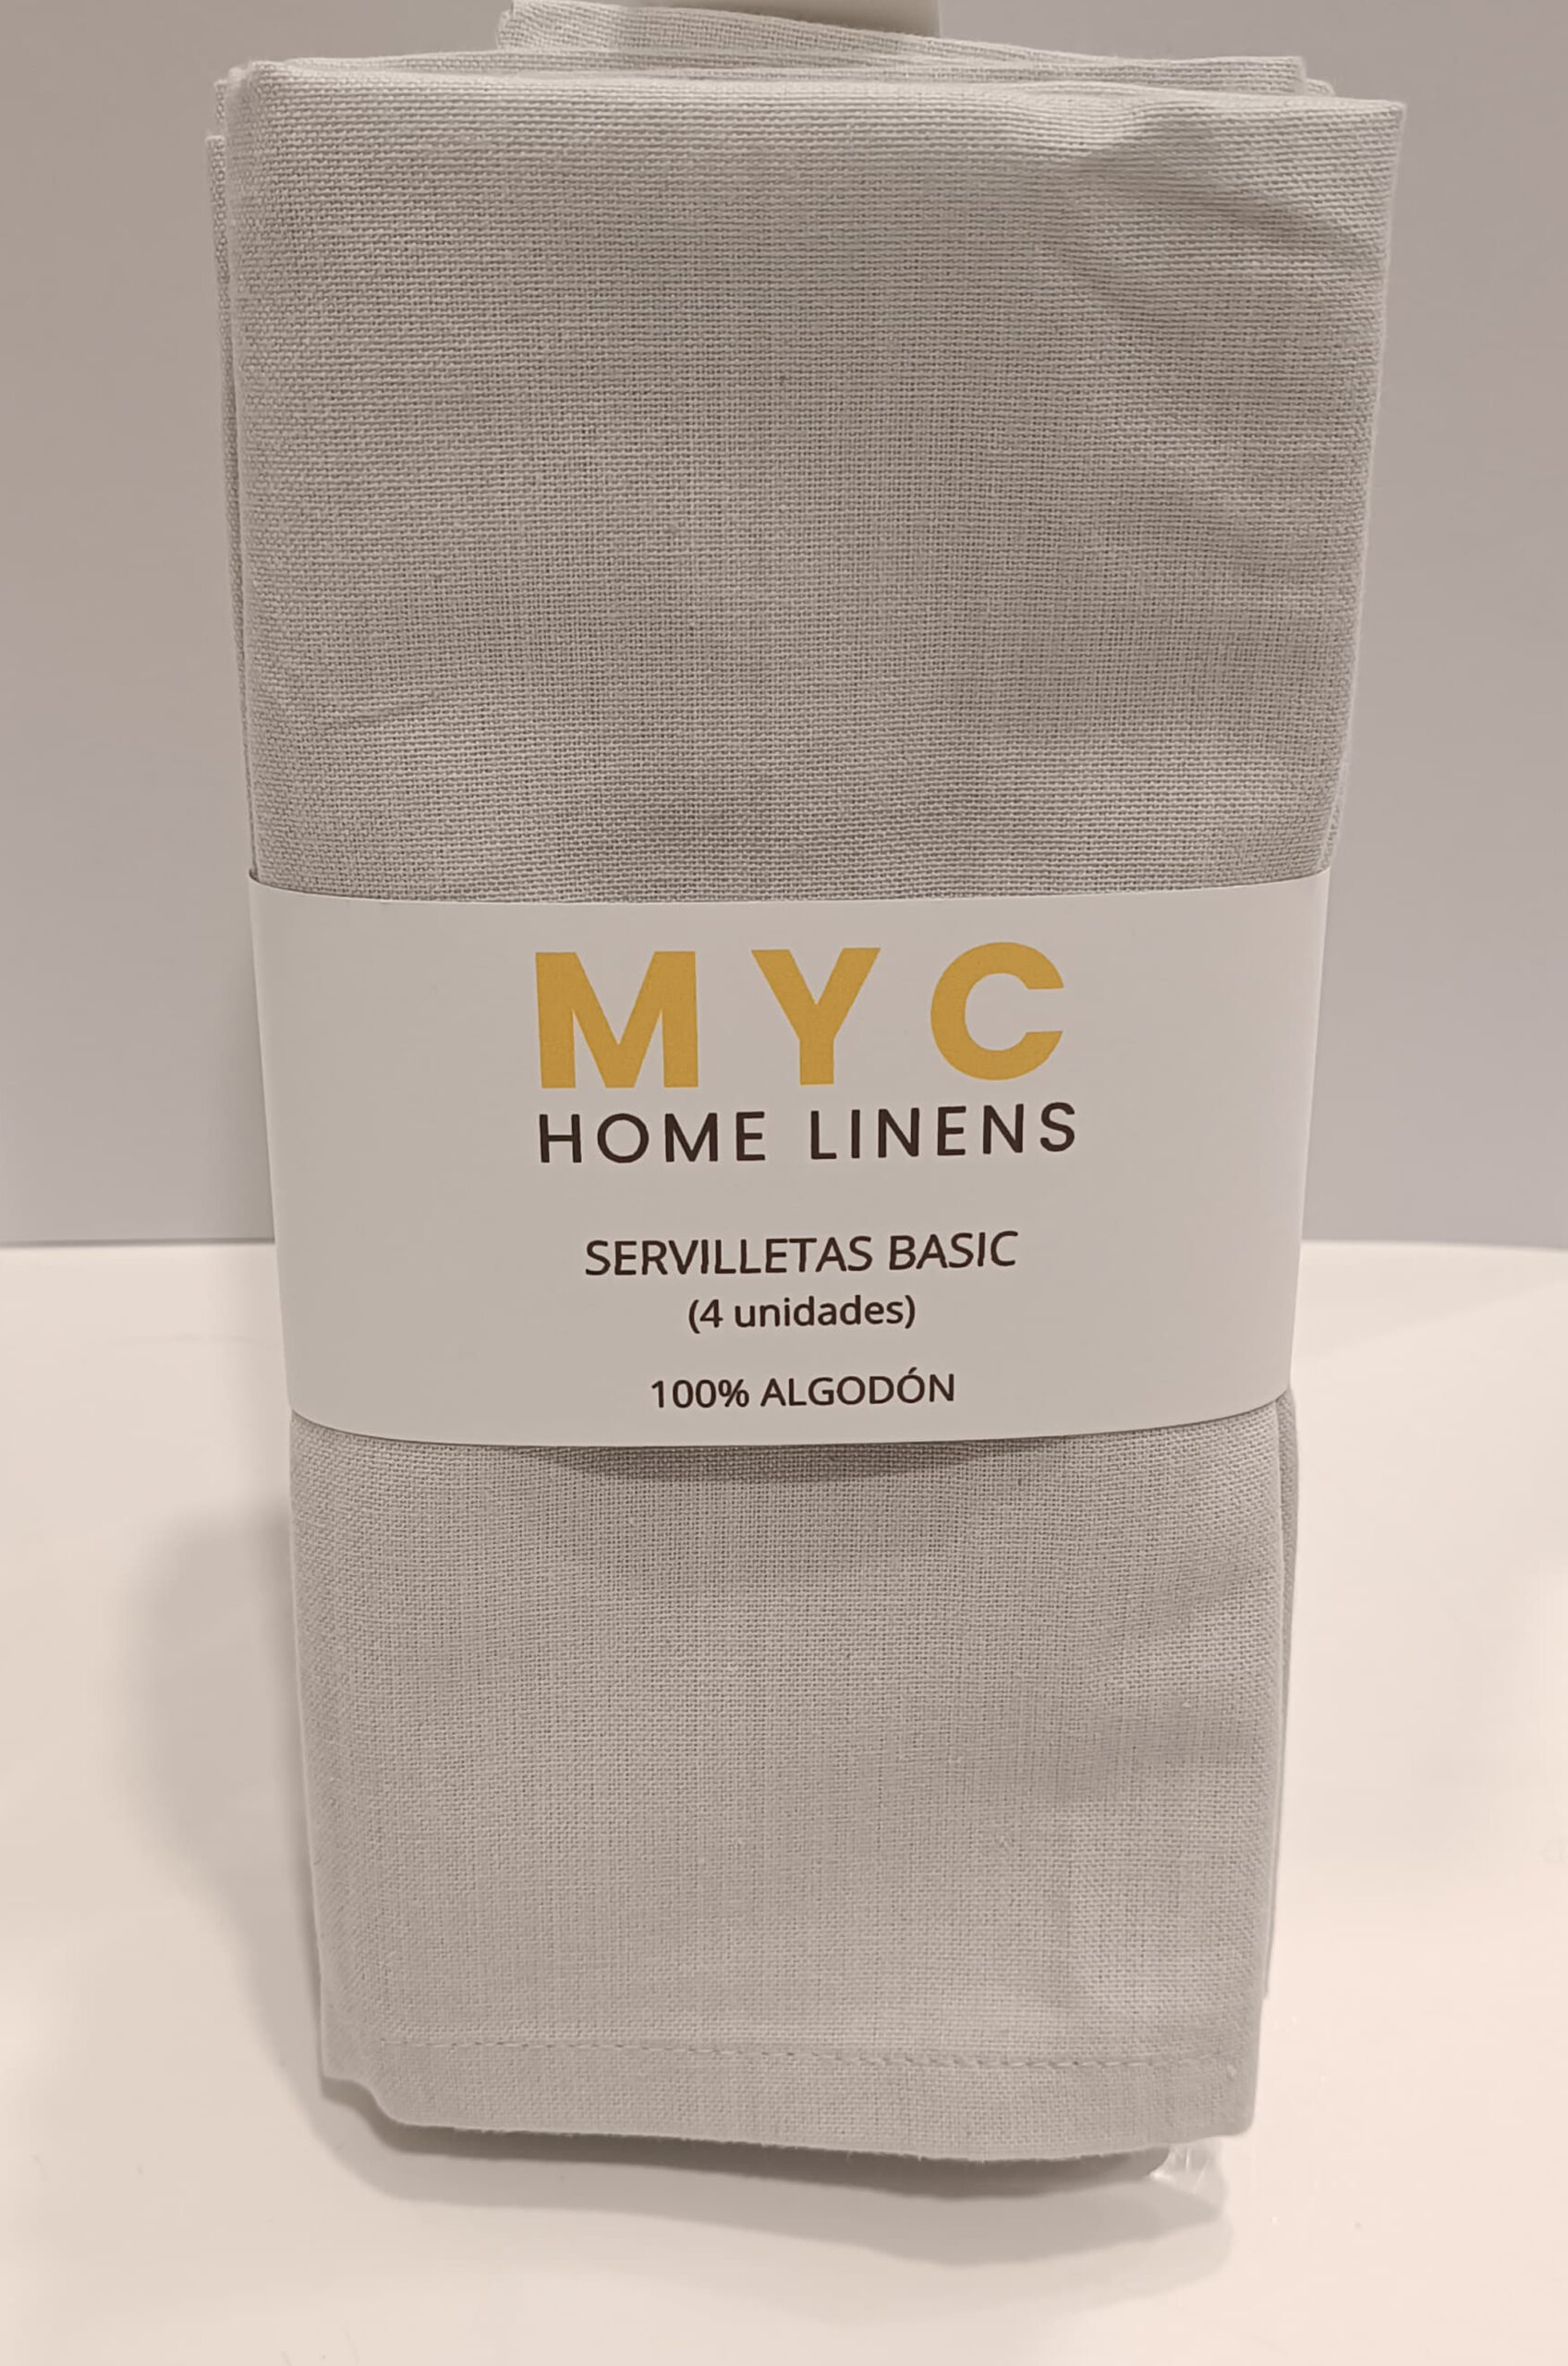 MYC
HOME LINENS
SERVILLETAS BASIC
(4 unidades)
100% ALGODÓN